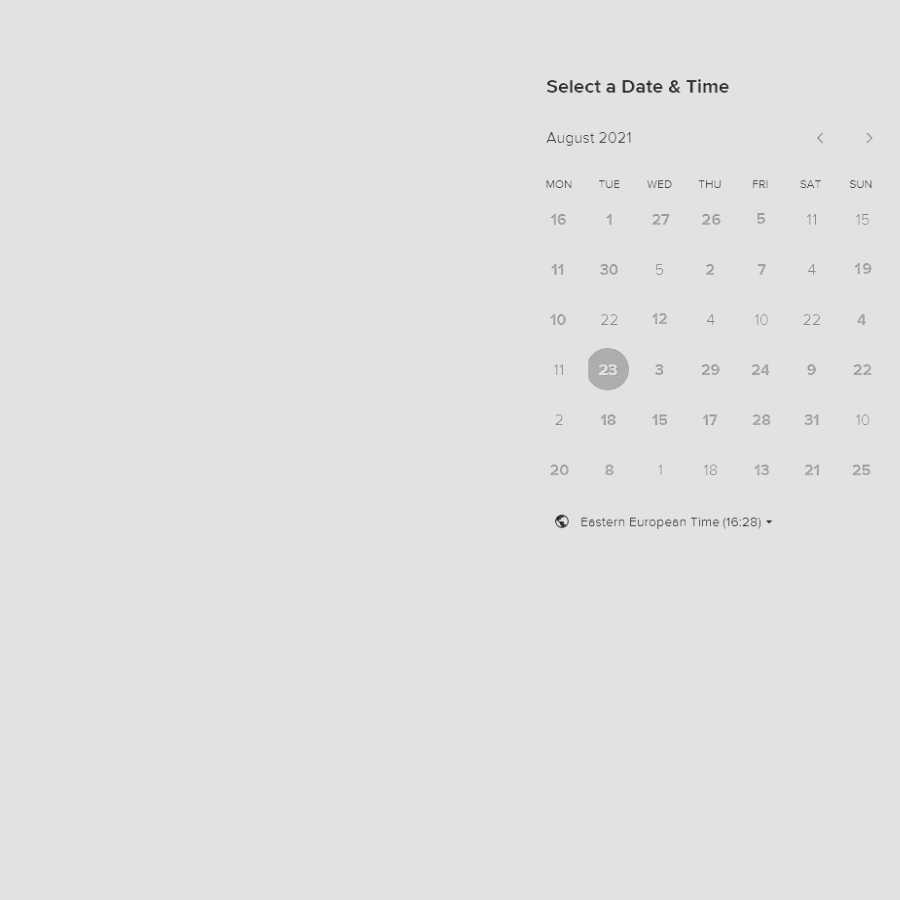 Select a Date & Time
August 2021
MON TUE WED THU FRI SAT SUN
16 1 27 26 5 11 15
11 30 5 2 7 4 19
10 22 12 4 10 22 4
11 23 3 29 24 9 22
2 18 15 17 28 31 10
20 8 1 18 13 21 25
Eastern European Time (16:28)